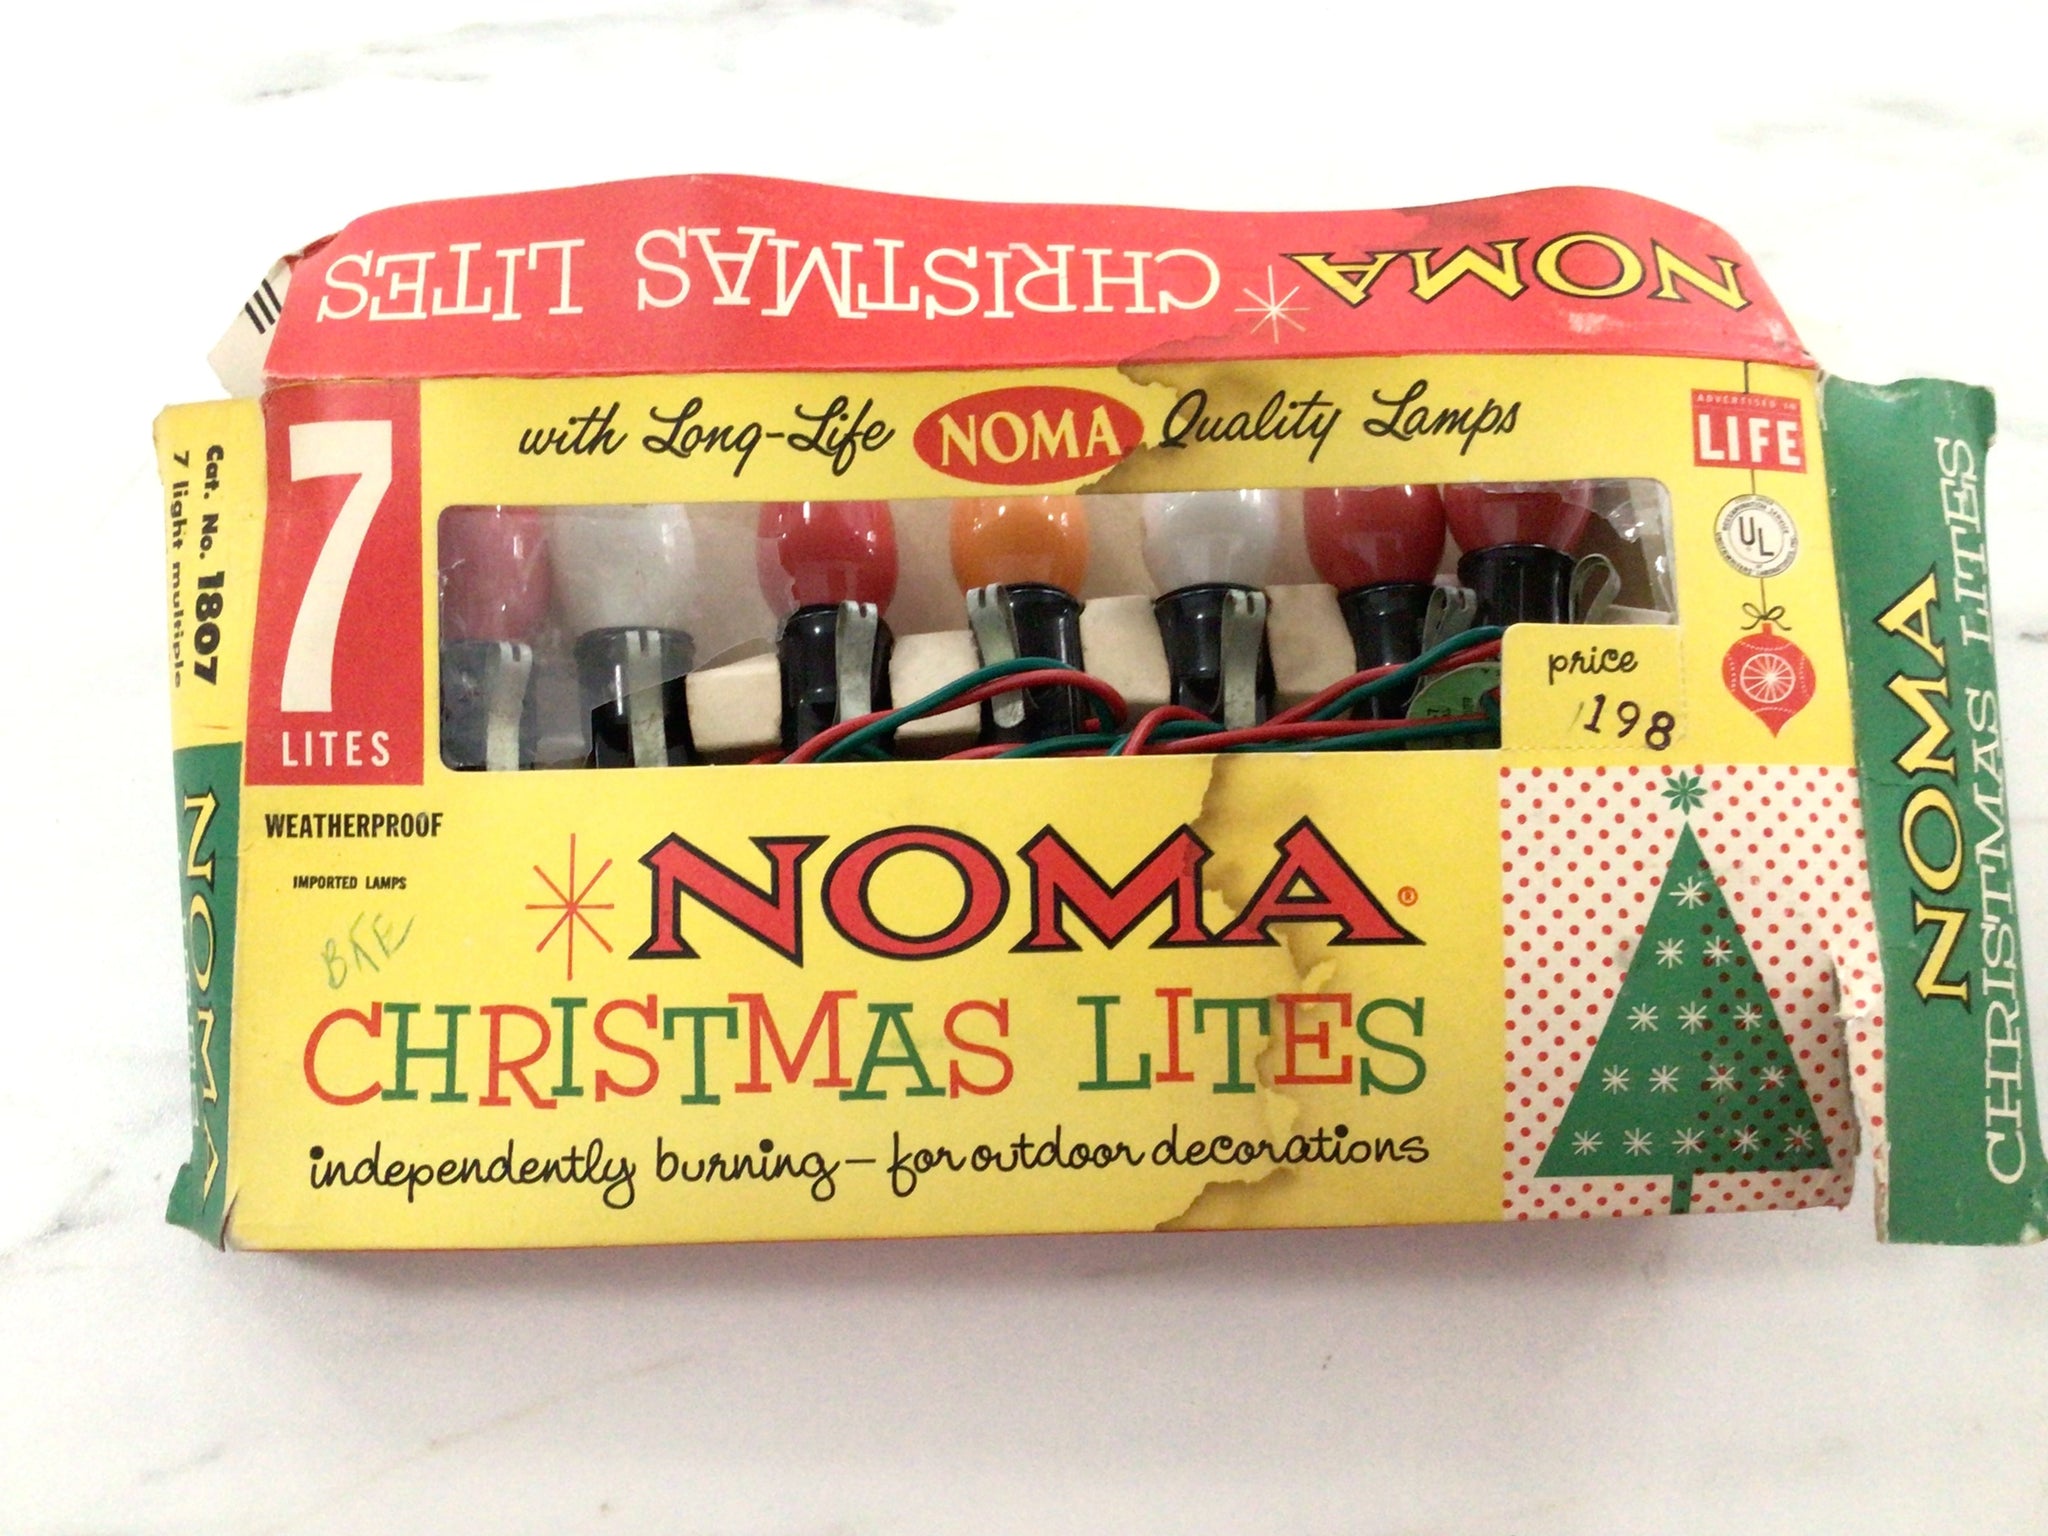 NOMA CHRISTMAS LITES
7
LITES
with Long-Life NOMA Quality Lamps
ADVERTISED IN
LIFE
UL
price
198
WEATHERPROOF
IMPORTED LAMPS
NOMA®
CHRISTMAS LITES
independently burning – for outdoor decorations
Cat. No. 1807
7 light multiple
NOMA
NOMA
CHRISTMAS LITES